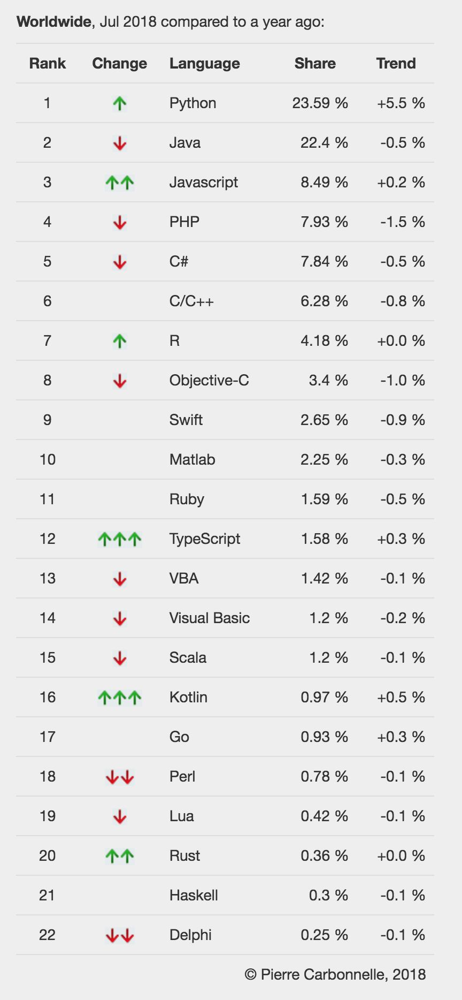 Worldwide, Jul 2018 compared to a year ago:
Rank Change Language Share Trend
1 ↑ Python 23.59 % +5.5 %
2 ↓ Java 22.4 % -0.5 %
3 ↑↑ Javascript 8.49 % +0.2 %
4 ↓ PHP 7.93 % -1.5 %
5 ↓ C# 7.84 % -0.5 %
6 C/C++ 6.28 % -0.8 %
7 ↑ R 4.18 % +0.0 %
8 ↓ Objective-C 3.4 % -1.0 %
9 Swift 2.65 % -0.9 %
10 Matlab 2.25 % -0.3 %
11 Ruby 1.59 % -0.5 %
12 ↑↑↑ TypeScript 1.58 % +0.3 %
13 ↓ VBA 1.42 % -0.1 %
14 ↓ Visual Basic 1.2 % -0.2 %
15 ↓ Scala 1.2 % -0.1 %
16 ↑↑↑ Kotlin 0.97 % +0.5 %
17 Go 0.93 % +0.3 %
18 ↓↓ Perl 0.78 % -0.1 %
19 ↓ Lua 0.42 % -0.1 %
20 ↑↑ Rust 0.36 % +0.0 %
21 Haskell 0.3 % -0.1 %
22 ↓↓ Delphi 0.25 % -0.1 %
© Pierre Carbonnelle, 2018